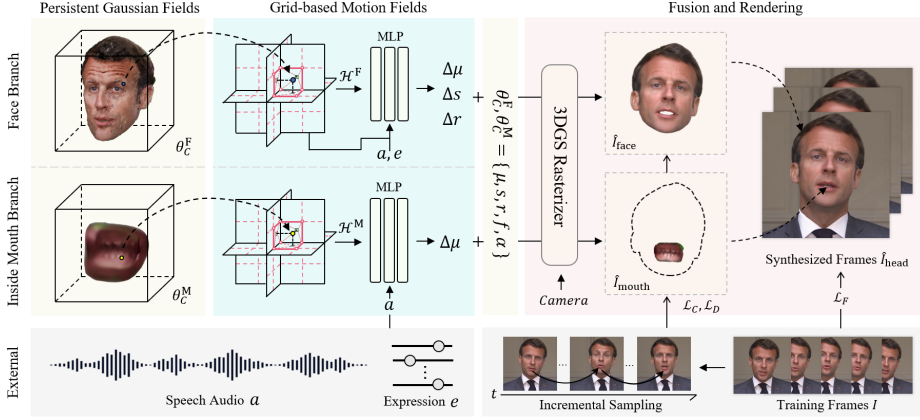 Persistent Gaussian Fields
Grid-based Motion Fields
Fusion and Rendering
Face Branch
θ_C^F
ℋ^F
MLP
a, e
Δμ
Δs
Δr
+
θ_C^F, θ_C^M = { μ, s, r, f, α }
3DGS Rasterizer
Î_face
Inside Mouth Branch
θ_C^M
ℋ^M
MLP
a
Δμ
+
Camera
Î_mouth
Synthesized Frames Î_head
ℒ_C, ℒ_D
ℒ_F
External
Speech Audio a
Expression e
t
... ...
Incremental Sampling
Training Frames I